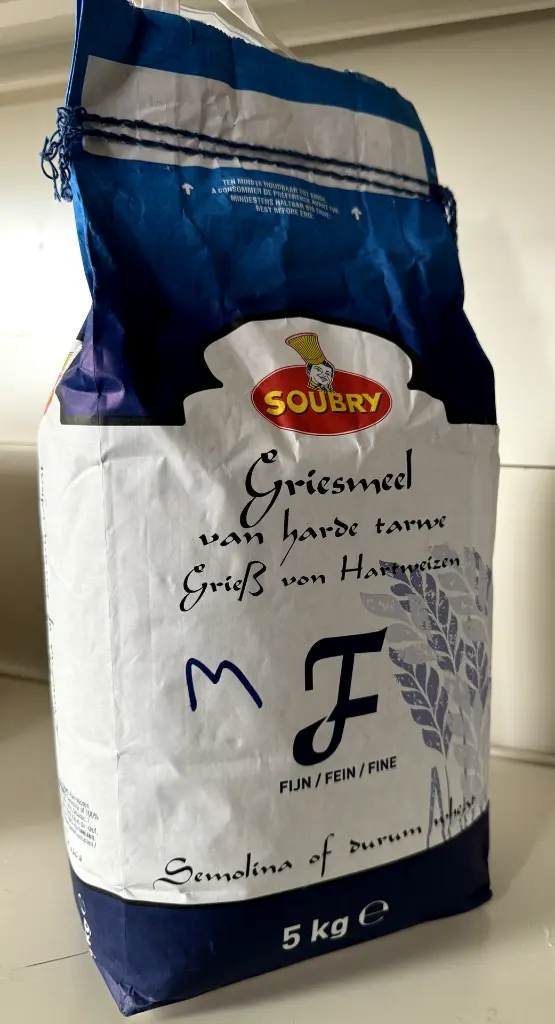 TEN MINSTE HOUDBAAR TOT EINDE:
A CONSOMMER DE PREFERENCE AVANT FIN:
MINDESTENS HALTBAR BIS ENDE:
BEST BEFORE END:
SOUBRY
Griesmeel
van harde tarwe
Grieß von Hartweizen
M
F
FIJN / FEIN / FINE
Semolina of durum wheat
5 kg ℮